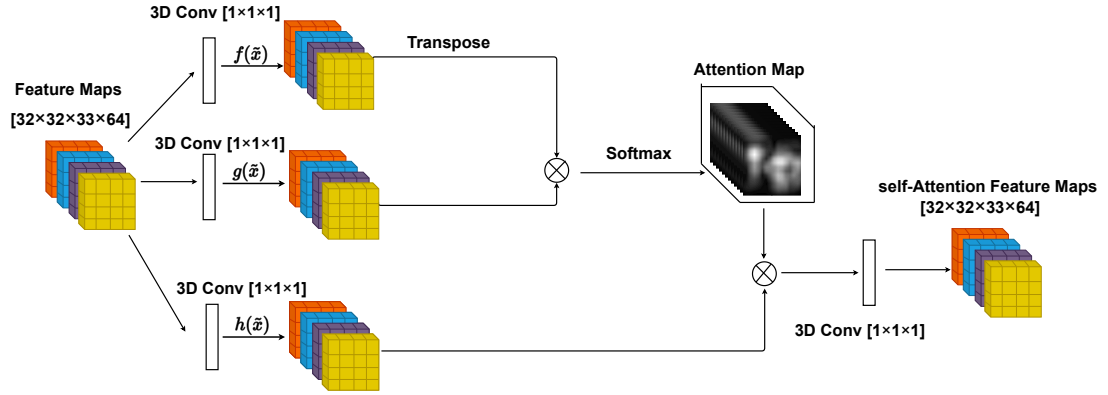 3D Conv [1×1×1]
f(x̃)
Transpose
Feature Maps
[32×32×33×64]
Attention Map
3D Conv [1×1×1]
g(x̃)
Softmax
self-Attention Feature Maps
[32×32×33×64]
3D Conv [1×1×1]
h(x̃)
3D Conv [1×1×1]